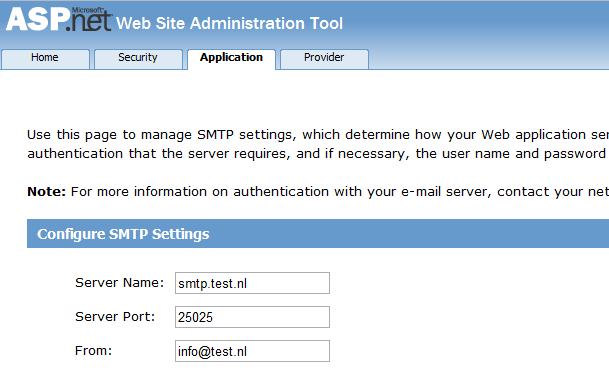 Microsoft®
ASP.net Web Site Administration Tool
Home Security Application Provider
Use this page to manage SMTP settings, which determine how your Web application
authentication that the server requires, and if necessary, the user name and password
Note: For more information on authentication with your e-mail server, contact your
Configure SMTP Settings
Server Name: smtp.test.nl
Server Port: 25025
From: info@test.nl